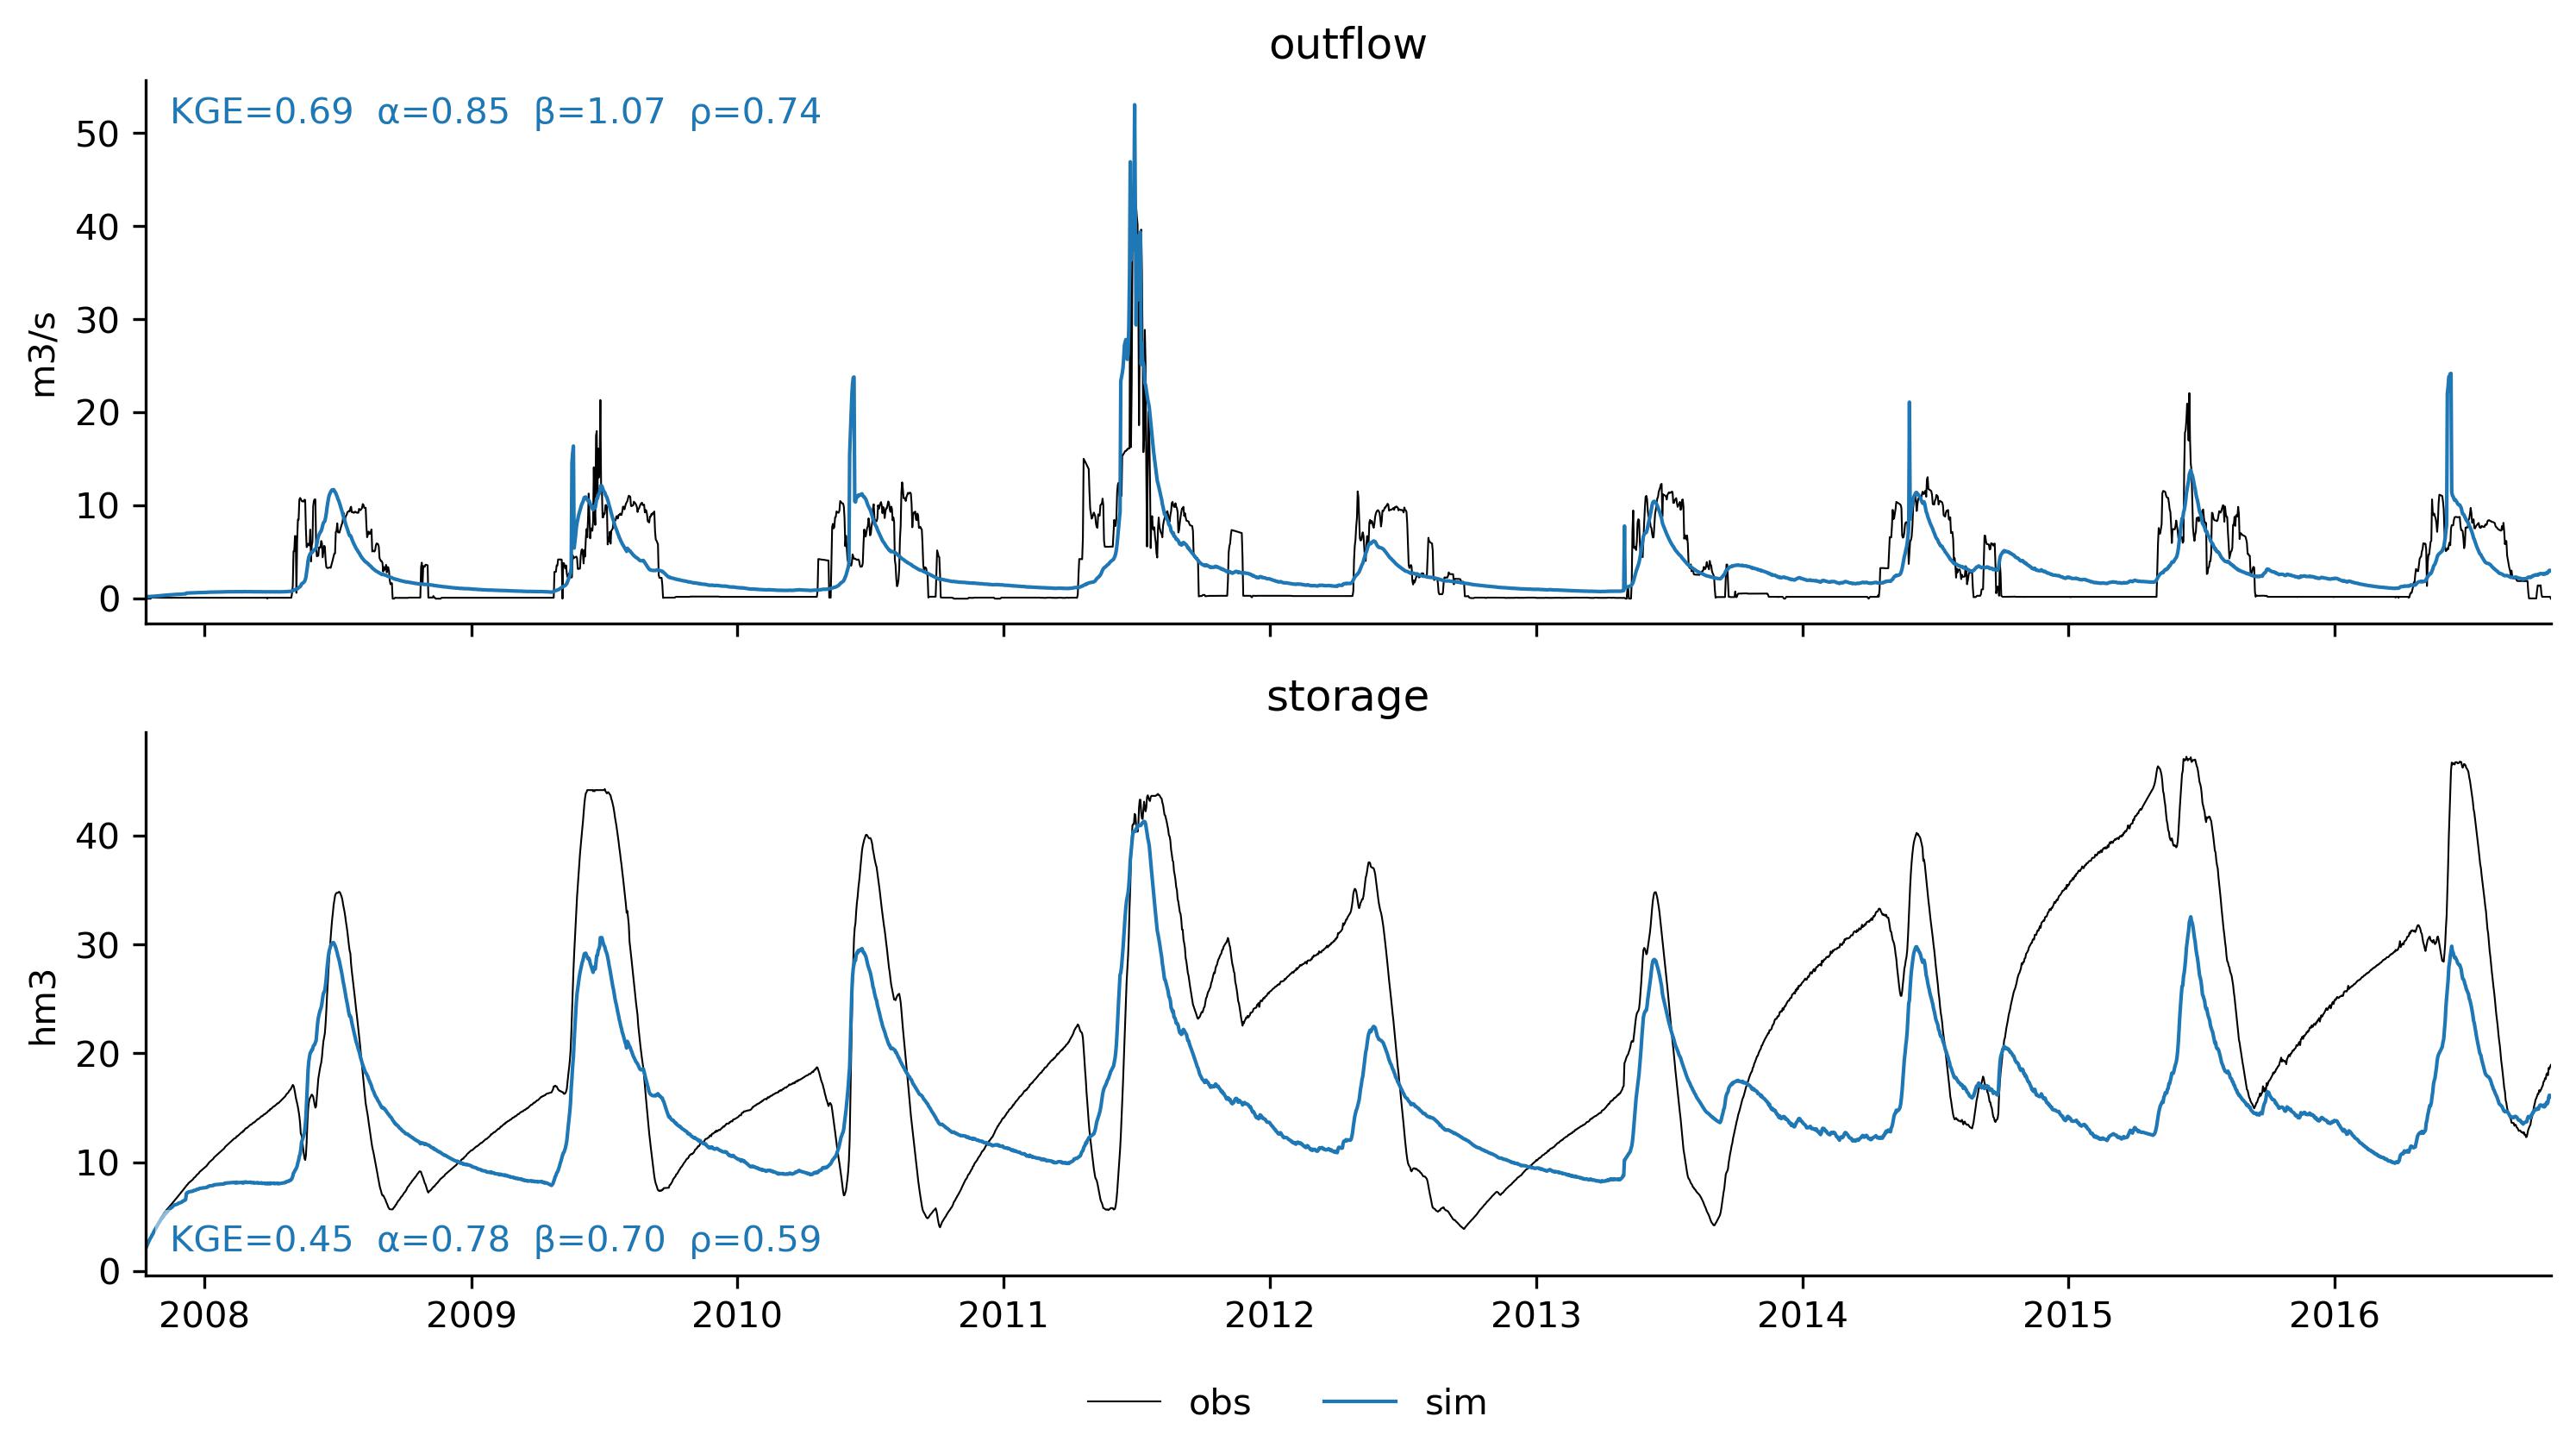 outflow
KGE=0.69 α=0.85 β=1.07 ρ=0.74
m3/s
50
40
30
20
10
0
storage
hm3
40
30
20
10
0
KGE=0.45 α=0.78 β=0.70 ρ=0.59
2008 2009 2010 2011 2012 2013 2014 2015 2016
obs sim